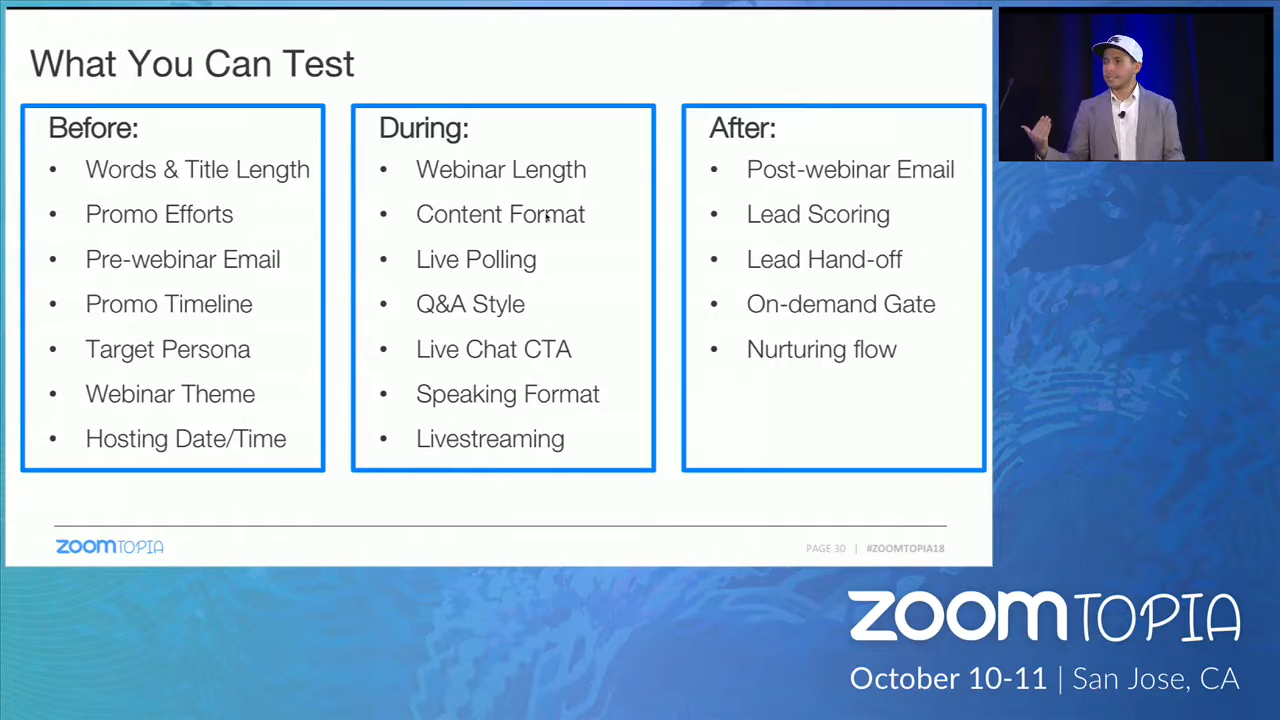 What You Can Test
Before:
• Words & Title Length
• Promo Efforts
• Pre-webinar Email
• Promo Timeline
• Target Persona
• Webinar Theme
• Hosting Date/Time
During:
• Webinar Length
• Content Format
• Live Polling
• Q&A Style
• Live Chat CTA
• Speaking Format
• Livestreaming
After:
• Post-webinar Email
• Lead Scoring
• Lead Hand-off
• On-demand Gate
• Nurturing flow
zoomTOPIA
PAGE 30 | #ZOOMTOPIA18
zoomTOPIA
October 10-11 | San Jose, CA